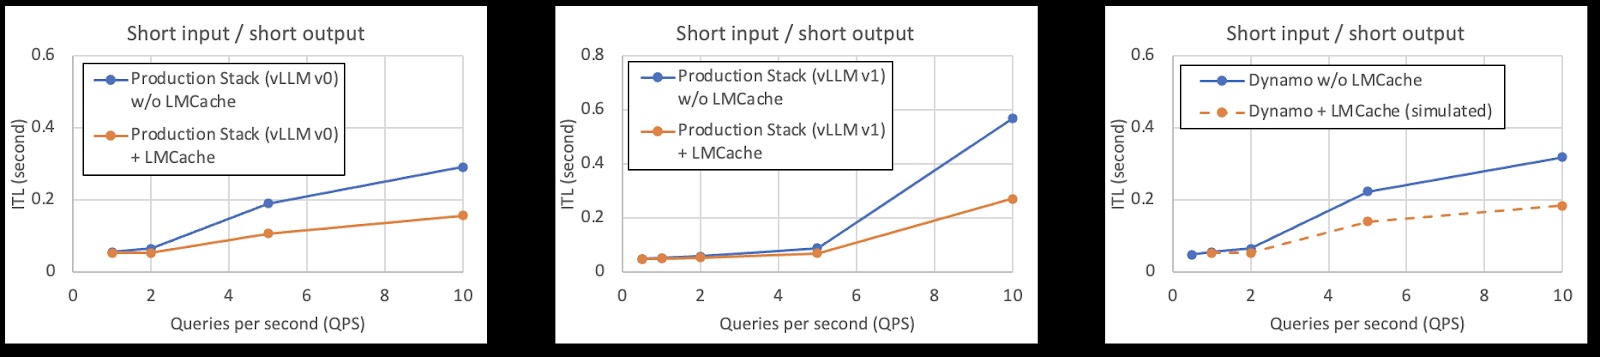 Short input / short output
0.6
0.4
0.2
0
ITL (second)
Production Stack (vLLM v0)
w/o LMCache
Production Stack (vLLM v0)
+ LMCache
0 2 4 6 8 10
Queries per second (QPS)
Short input / short output
0.8
0.6
0.4
0.2
0
ITL (second)
Production Stack (vLLM v1)
w/o LMCache
Production Stack (vLLM v1)
+ LMCache
0 2 4 6 8 10
Queries per second (QPS)
Short input / short output
0.6
0.4
0.2
0
ITL (second)
Dynamo w/o LMCache
Dynamo + LMCache (simulated)
0 2 4 6 8 10
Queries per second (QPS)